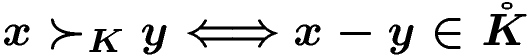 x ≻_K y ⟺ x − y ∈ K̊